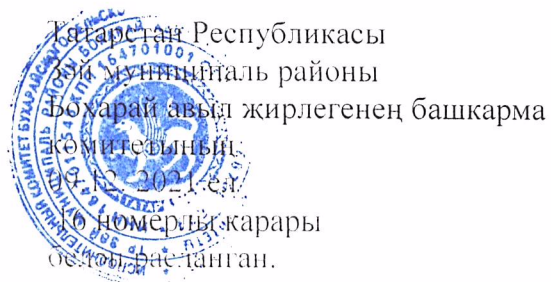 Татарстан Республикасы
Зәй муниципаль районы
Бохарай авыл җирлегенең башкарма
комитетының
09.12. 2021 ел
16 номерлы карары
белән расланган.